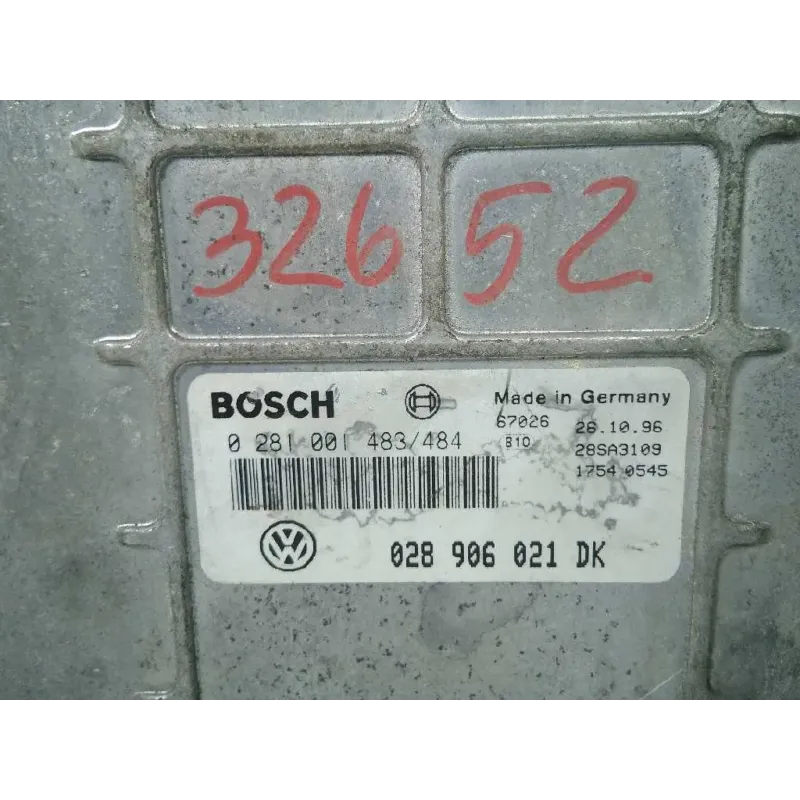 32652
BOSCH
Made in Germany
0 281 001 483/484
67026
26.10.96
B10
28SA3109
1754 0545
028 906 021 DK